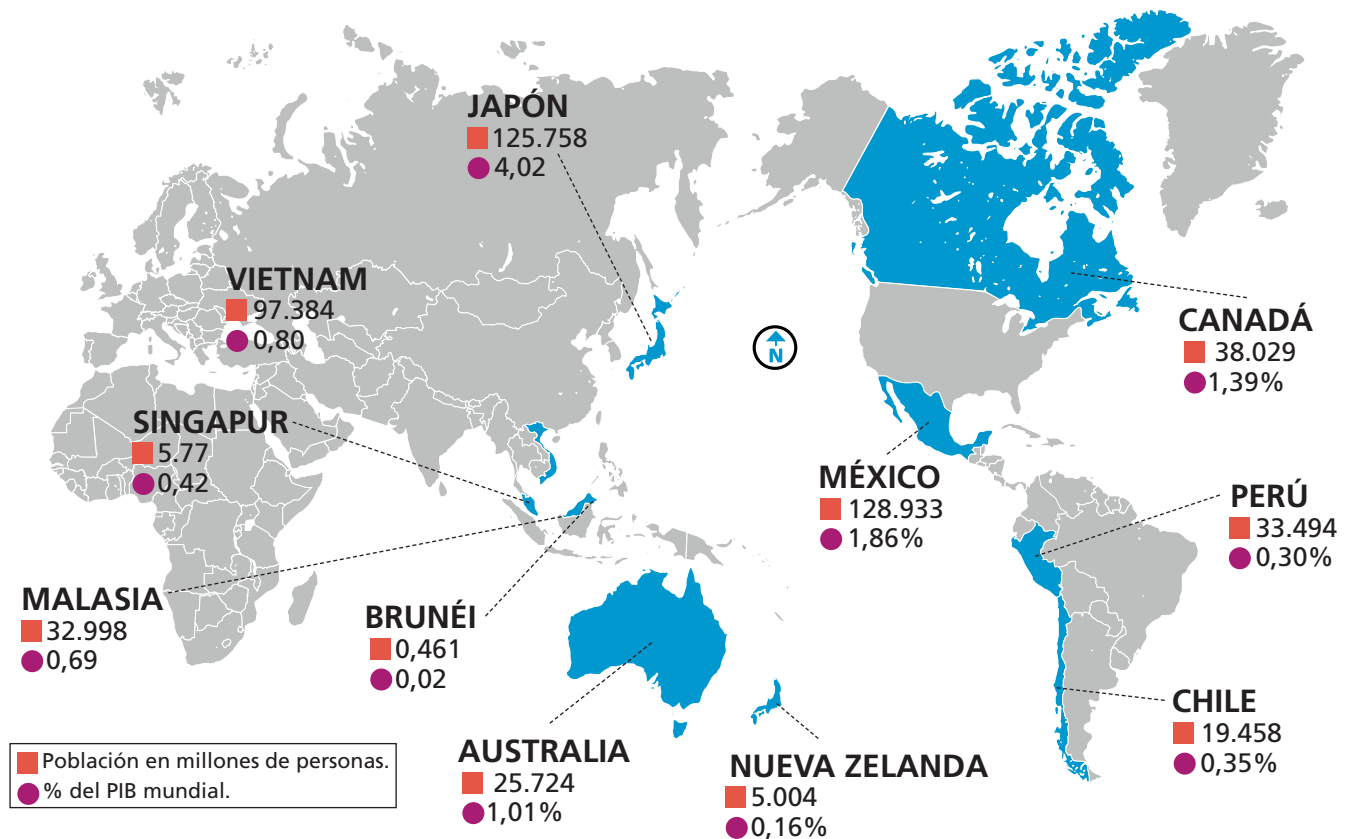 JAPÓN
125.758
4,02
VIETNAM
97.384
0,80
SINGAPUR
5.77
0,42
MALASIA
32.998
0,69
BRUNÉI
0,461
0,02
AUSTRALIA
25.724
1,01%
NUEVA ZELANDA
5.004
0,16%
N
CANADÁ
38.029
1,39%
MÉXICO
128.933
1,86%
PERÚ
33.494
0,30%
CHILE
19.458
0,35%
Población en millones de personas.
% del PIB mundial.